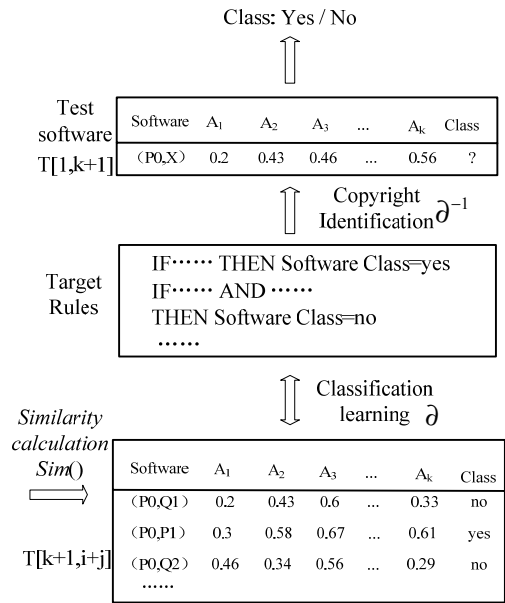 Class: Yes / No
Test software T[1,k+1]
Software A1 A2 A3 ... Ak Class
(P0,X) 0.2 0.43 0.46 ... 0.56 ?
Copyright
Identification ∂⁻¹
Target Rules
IF⋯⋯ THEN Software Class=yes
IF⋯⋯ AND ⋯⋯
THEN Software Class=no
⋯⋯
Classification
learning ∂
Similarity
calculation
Sim()
Software A1 A2 A3 ... Ak Class
(P0,Q1) 0.2 0.43 0.6 ... 0.33 no
(P0,P1) 0.3 0.58 0.67 ... 0.61 yes
T[k+1,i+j]
(P0,Q2) 0.46 0.34 0.56 ... 0.29 no
⋯⋯